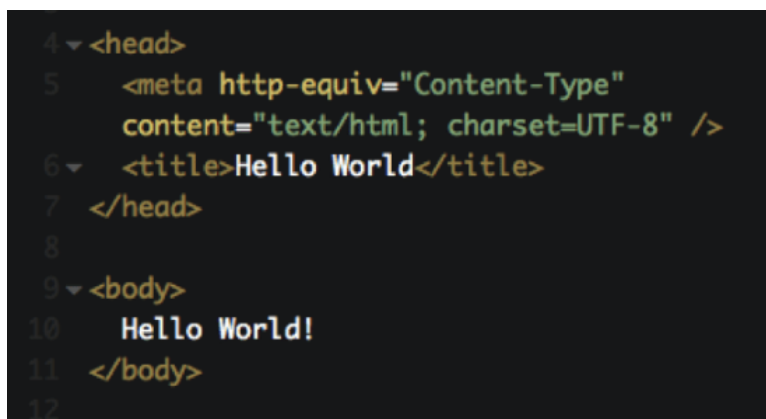 4 <head>
5 <meta http-equiv="Content-Type"
content="text/html; charset=UTF-8" />
6 <title>Hello World</title>
7 </head>
8
9 <body>
10 Hello World!
11 </body>
12